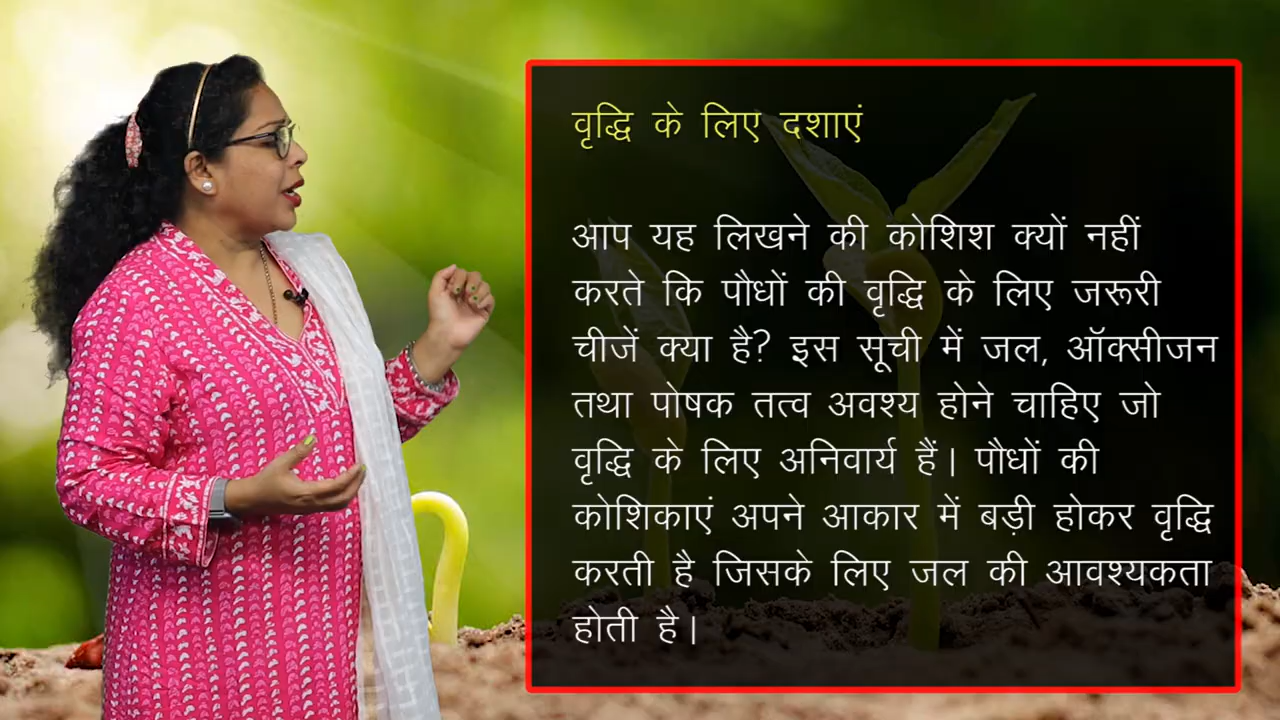 वृद्धि के लिए दशाएं
आप यह लिखने की कोशिश क्यों नहीं
करते कि पौधों की वृद्धि के लिए जरूरी
चीजें क्या है? इस सूची में जल, ऑक्सीजन
तथा पोषक तत्व अवश्य होने चाहिए जो
वृद्धि के लिए अनिवार्य हैं। पौधों की
कोशिकाएं अपने आकार में बड़ी होकर वृद्धि
करती है जिसके लिए जल की आवश्यकता
होती है।